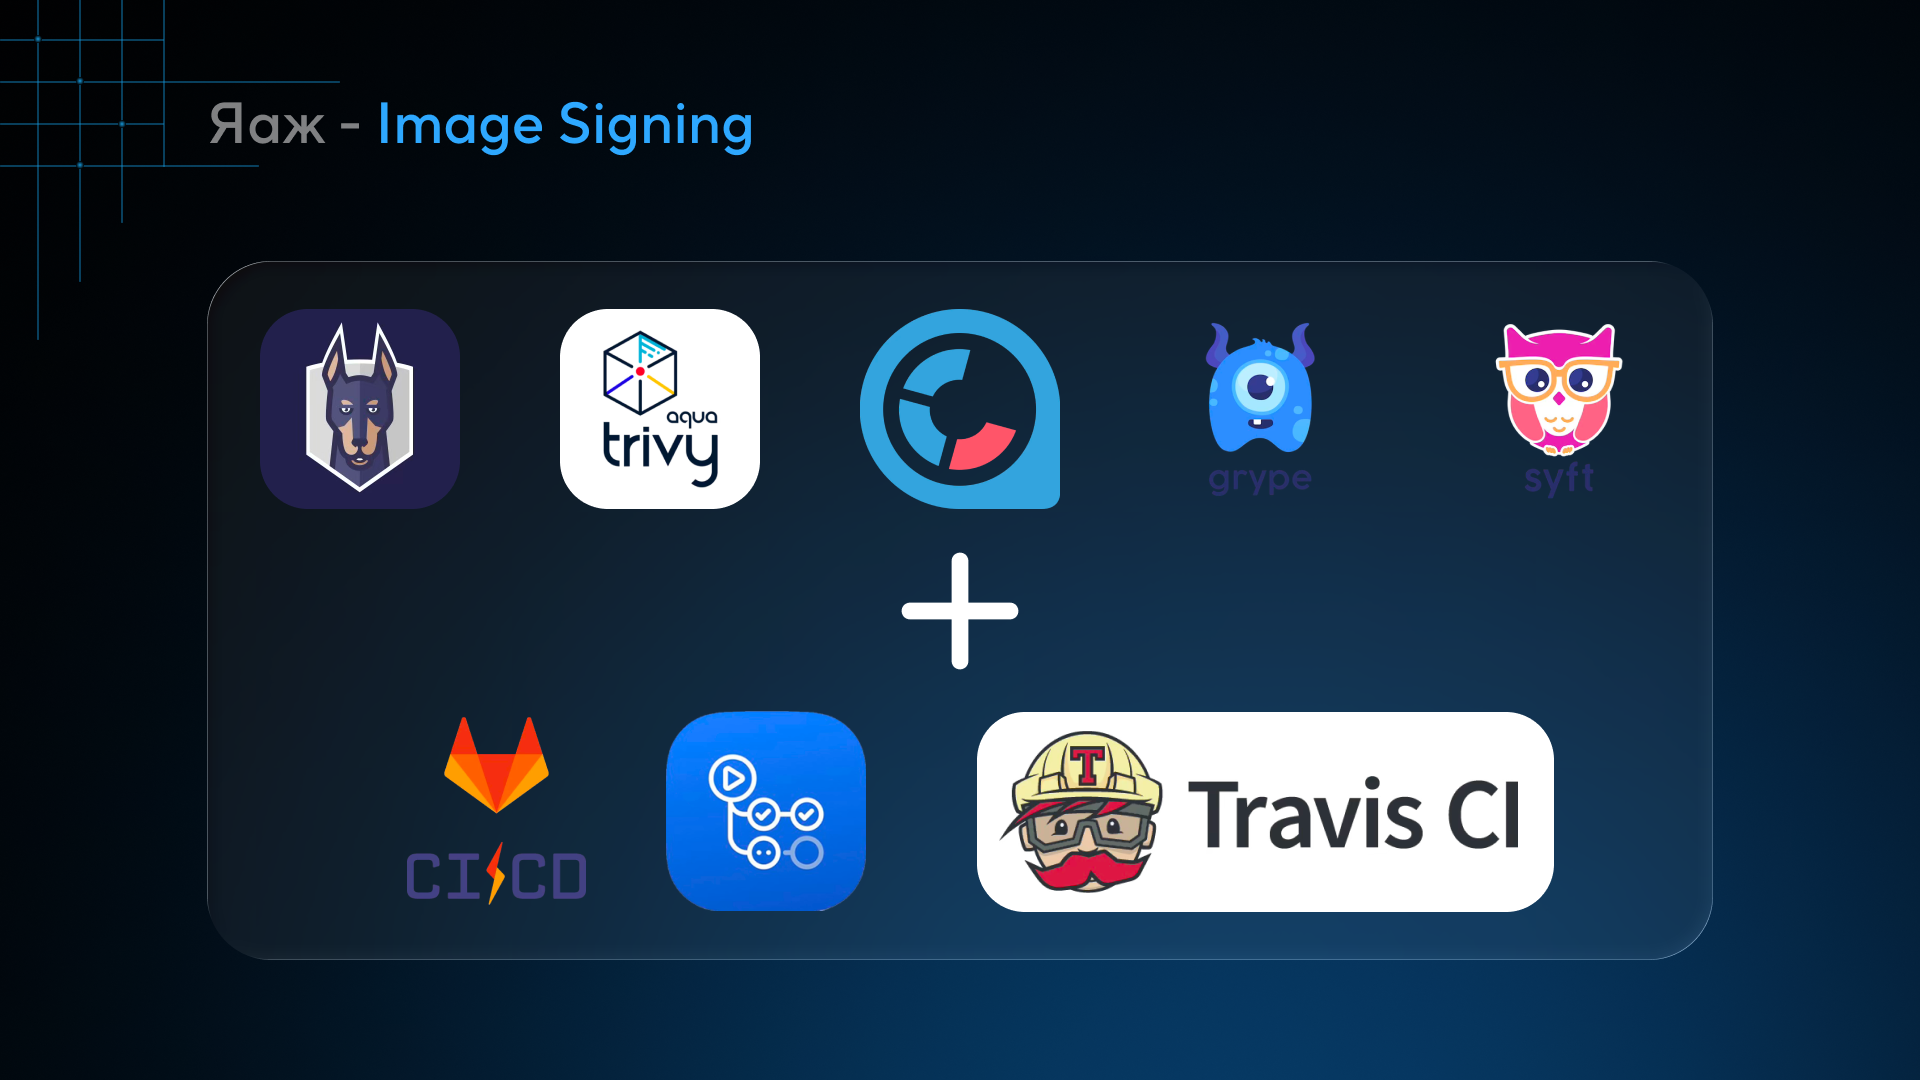 Яаж - Image Signing
aqua
trivy
grype
syft
CI CD
T
Travis CI